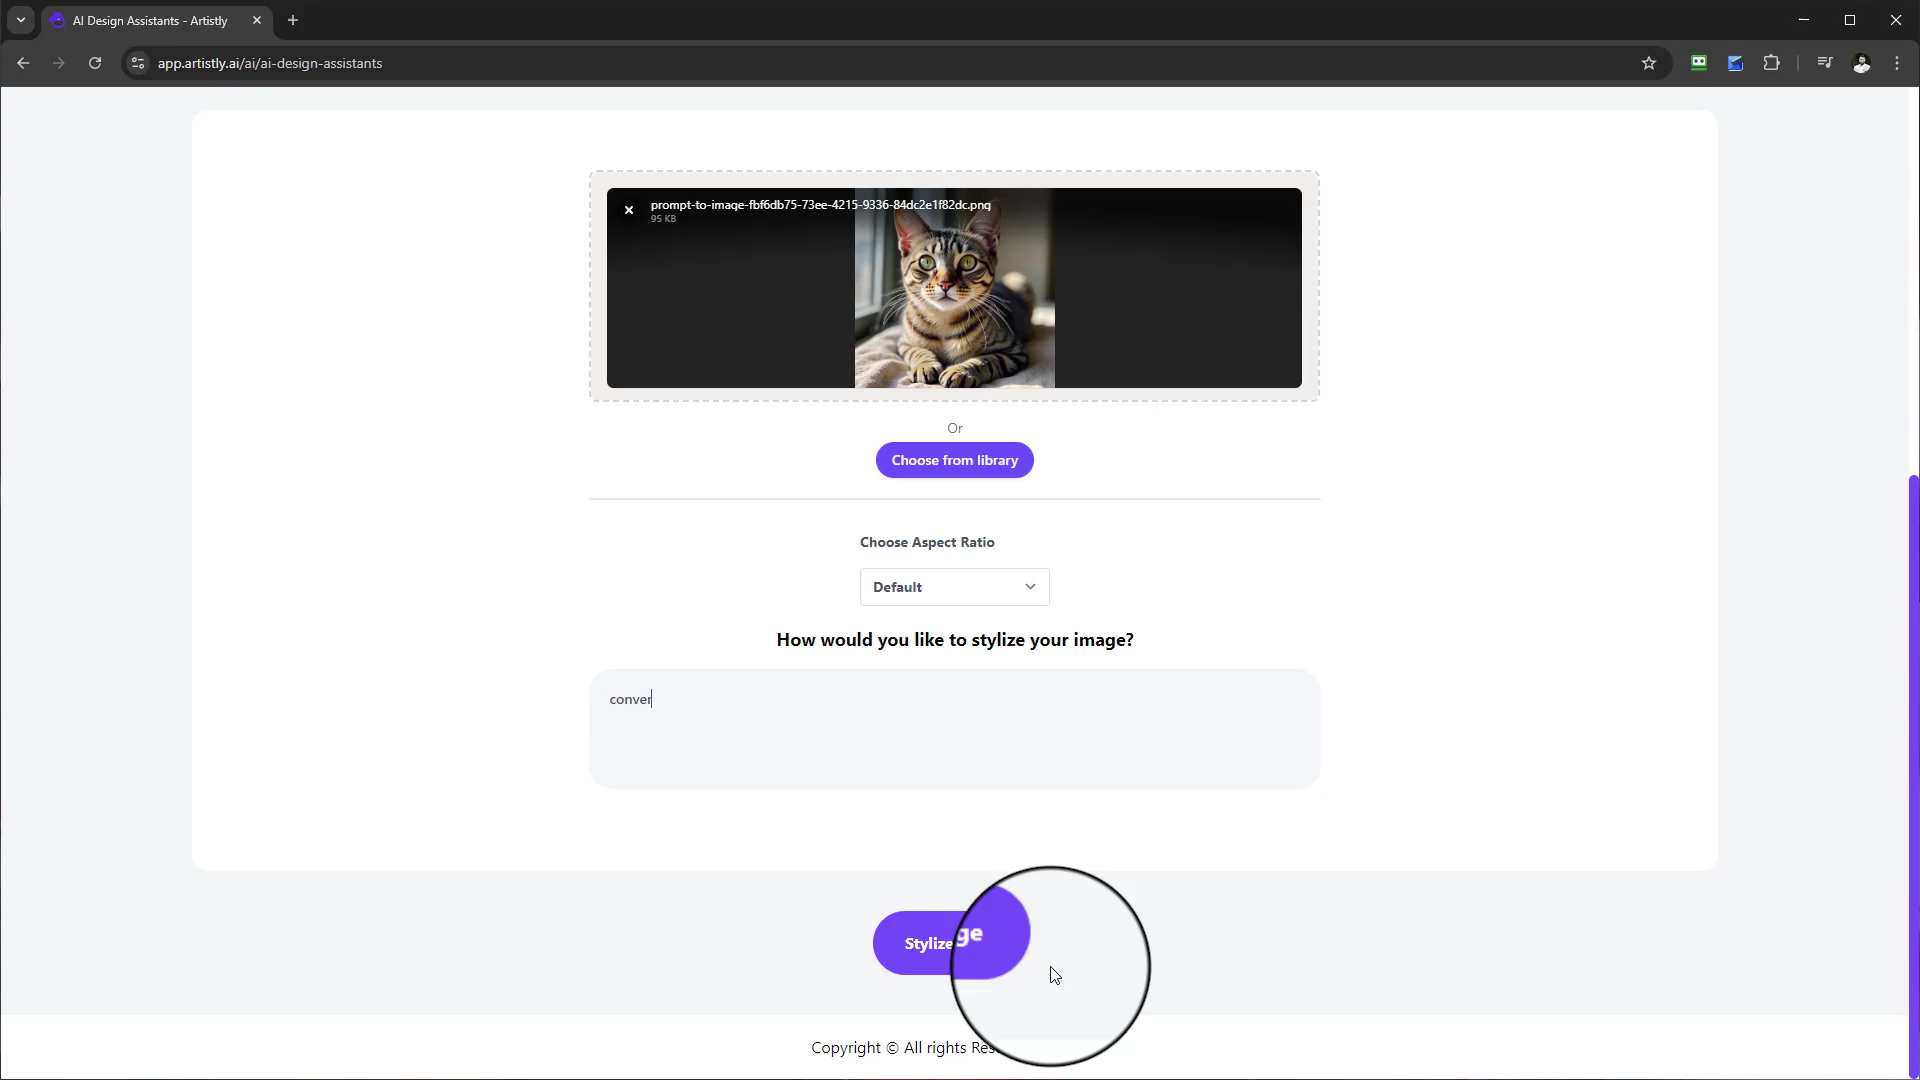 AI Design Assistants - Artistly
app.artistly.ai/ai/ai-design-assistants
prompt-to-image-fbf6db75-73ee-4215-9336-84dc2e1f82dc.png
95 KB
Or
Choose from library
Choose Aspect Ratio
Default
How would you like to stylize your image?
conver
Stylize ge
Copyright © All rights Res